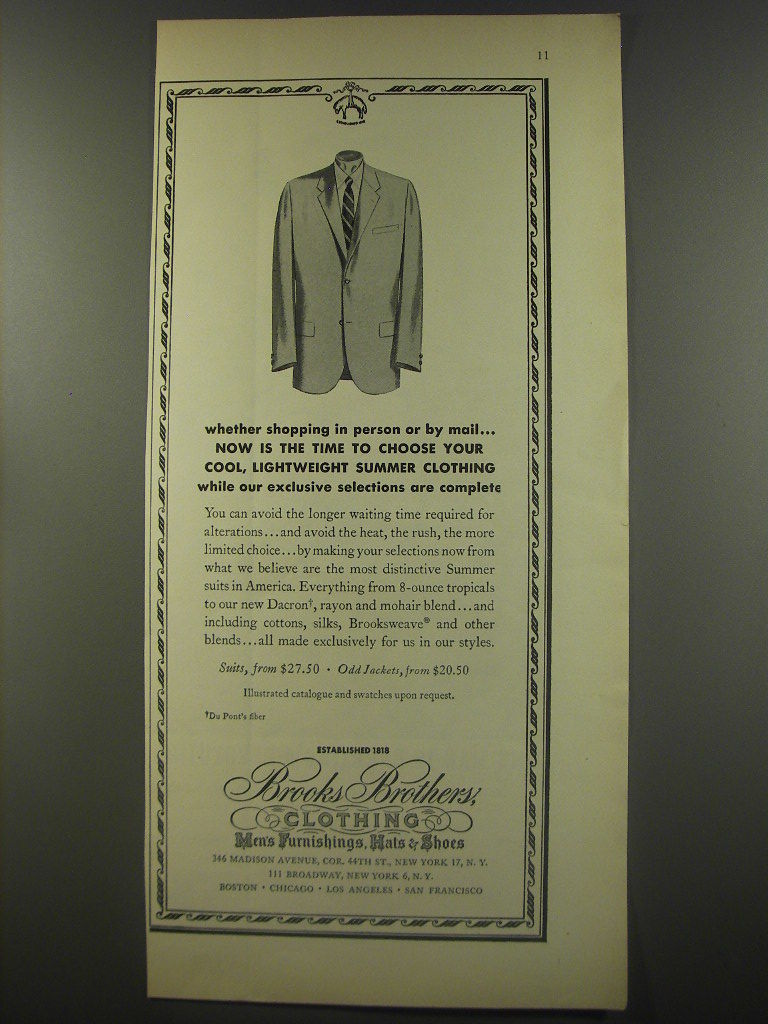 11
whether shopping in person or by mail...
NOW IS THE TIME TO CHOOSE YOUR
COOL, LIGHTWEIGHT SUMMER CLOTHING
while our exclusive selections are complete
You can avoid the longer waiting time required for
alterations...and avoid the heat, the rush, the more
limited choice...by making your selections now from
what we believe are the most distinctive Summer
suits in America. Everything from 8-ounce tropicals
to our new Dacron†, rayon and mohair blend...and
including cottons, silks, Brooksweave® and other
blends...all made exclusively for us in our styles.
Suits, from $27.50 • Odd Jackets, from $20.50
Illustrated catalogue and swatches upon request.
†Du Pont's fiber
ESTABLISHED 1818
Brooks Brothers,
CLOTHING
Men's Furnishings, Hats & Shoes
346 MADISON AVENUE, COR. 44TH ST., NEW YORK 17, N. Y.
111 BROADWAY, NEW YORK 6, N. Y.
BOSTON • CHICAGO • LOS ANGELES • SAN FRANCISCO